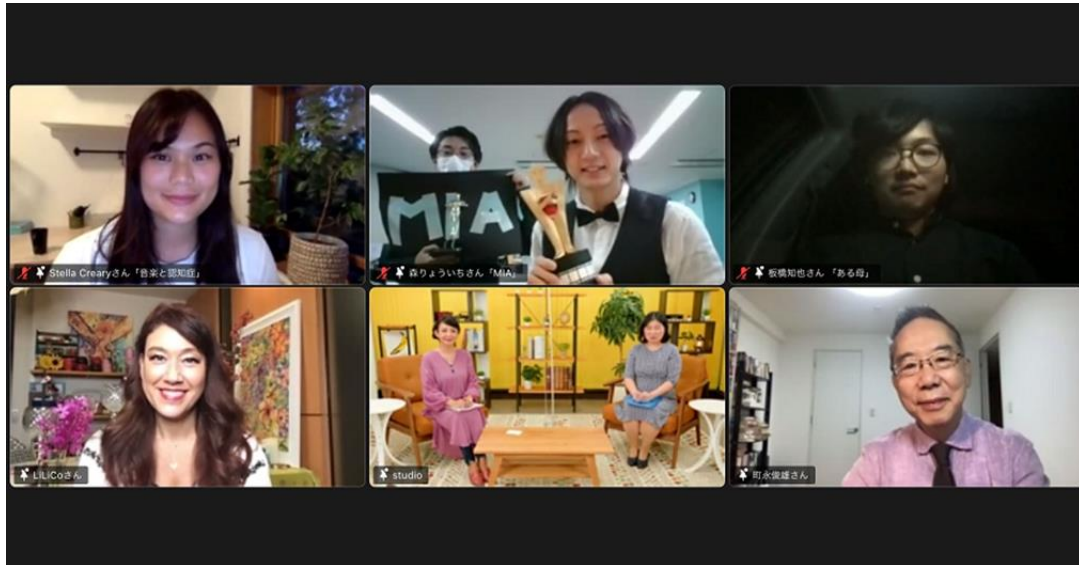 MIA
Stella Crearyさん「音楽と認知症」
森りょういちさん「MIA」
板橋知也さん 「ある母」
LiLiCoさん
studio
町永俊雄さん